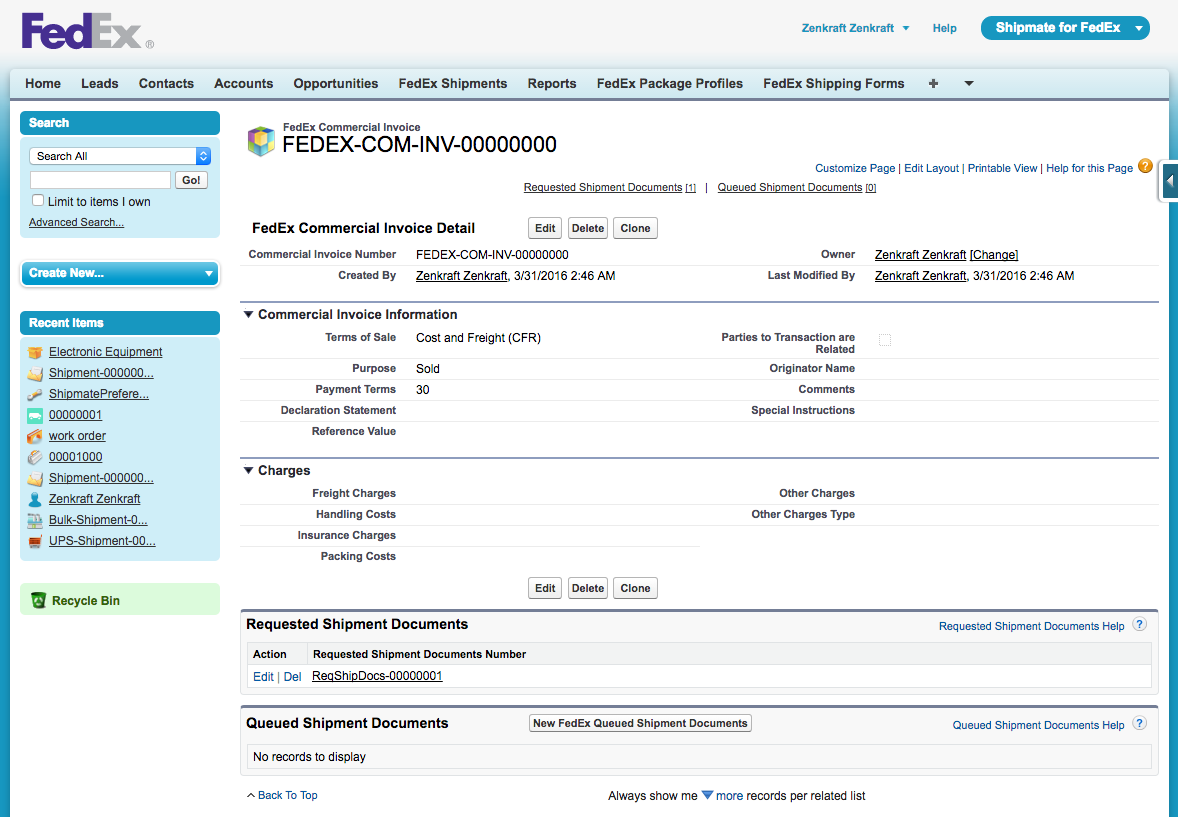 FedEx ®
Zenkraft Zenkraft Help Shipmate for FedEx
Home Leads Contacts Accounts Opportunities FedEx Shipments Reports FedEx Package Profiles FedEx Shipping Forms +
Search
Search All
Go!
Limit to items I own
Advanced Search...
Create New...
Recent Items
Electronic Equipment
Shipment-000000...
ShipmatePrefere...
00000001
work order
00001000
Shipment-000000...
Zenkraft Zenkraft
Bulk-Shipment-0...
UPS-Shipment-00...
Recycle Bin
FedEx Commercial Invoice
FEDEX-COM-INV-00000000
Customize Page | Edit Layout | Printable View | Help for this Page ?
Requested Shipment Documents [1] | Queued Shipment Documents [0]
FedEx Commercial Invoice Detail Edit Delete Clone
Commercial Invoice Number FEDEX-COM-INV-00000000 Owner Zenkraft Zenkraft [Change]
Created By Zenkraft Zenkraft, 3/31/2016 2:46 AM Last Modified By Zenkraft Zenkraft, 3/31/2016 2:46 AM
Commercial Invoice Information
Terms of Sale Cost and Freight (CFR) Parties to Transaction are
Related
Purpose Sold Originator Name
Payment Terms 30 Comments
Declaration Statement Special Instructions
Reference Value
Charges
Freight Charges Other Charges
Handling Costs Other Charges Type
Insurance Charges
Packing Costs
Edit Delete Clone
Requested Shipment Documents Requested Shipment Documents Help ?
Action Requested Shipment Documents Number
Edit | Del ReqShipDocs-00000001
Queued Shipment Documents New FedEx Queued Shipment Documents Queued Shipment Documents Help ?
No records to display
Back To Top Always show me more records per related list